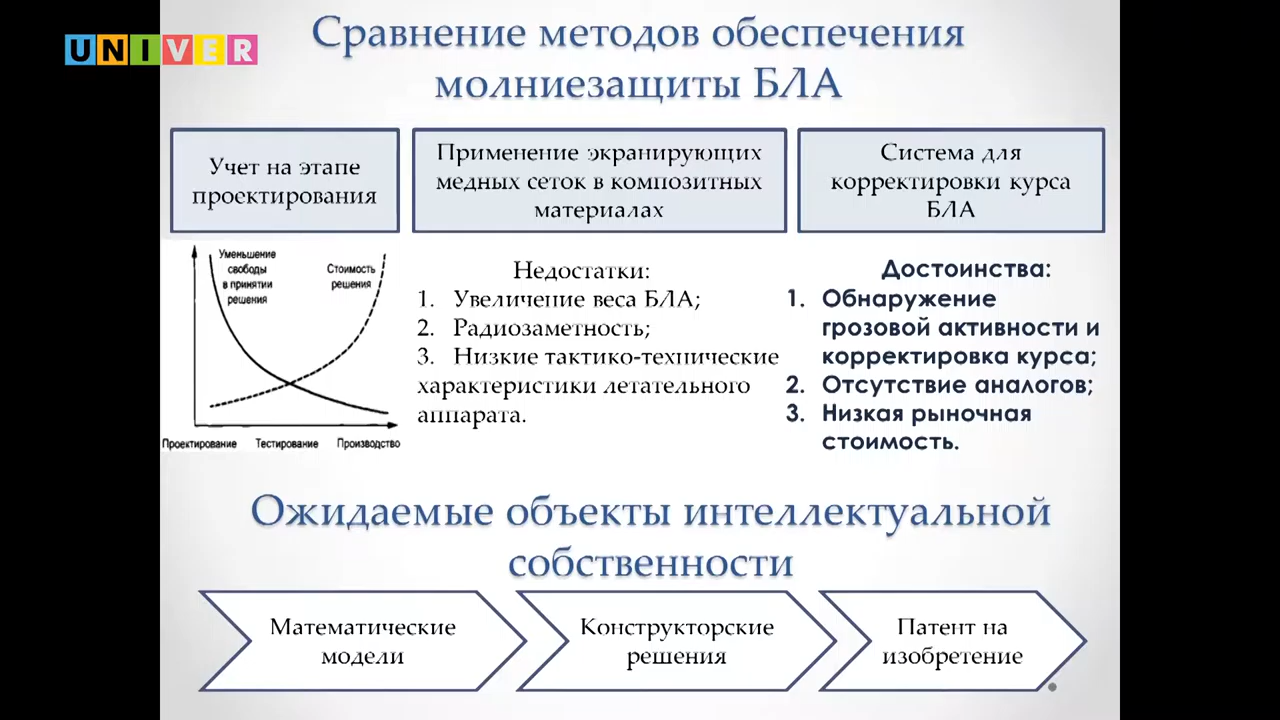 UNIVER
Сравнение методов обеспечения
молниезащиты БЛА
Учет на этапе
проектирования
Применение экранирующих
медных сеток в композитных
материалах
Система для
корректировки курса
БЛА
Уменьшение
свободы
в принятии
решения
Стоимость
решения
Проектирование Тестирование Производство
Недостатки:
1. Увеличение веса БЛА;
2. Радиозаметность;
3. Низкие тактико-технические
характеристики летательного
аппарата.
Достоинства:
1. Обнаружение
грозовой активности и
корректировка курса;
2. Отсутствие аналогов;
3. Низкая рыночная
стоимость.
Ожидаемые объекты интеллектуальной
собственности
Математические
модели
Конструкторские
решения
Патент на
изобретение